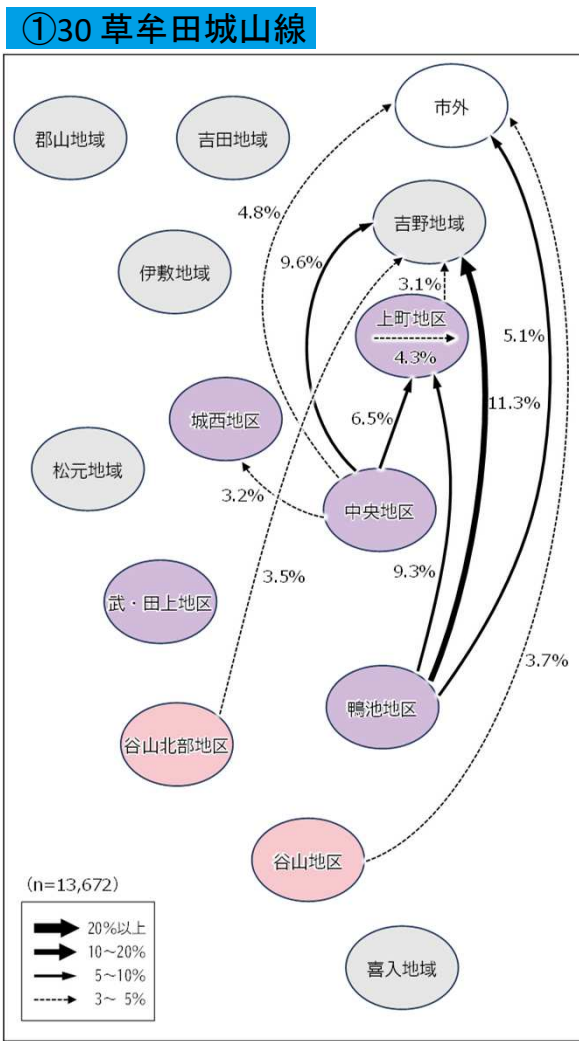 ①30 草牟田城山線
市外
郡山地域
吉田地域
4.8%
吉野地域
9.6%
伊敷地域
3.1%
上町地区
4.3%
5.1%
11.3%
6.5%
城西地区
松元地域
3.2%
中央地区
3.5%
9.3%
武・田上地区
3.7%
鴨池地区
谷山北部地区
谷山地区
(n=13,672)
20%以上
10~20%
5~10%
3~ 5%
喜入地域